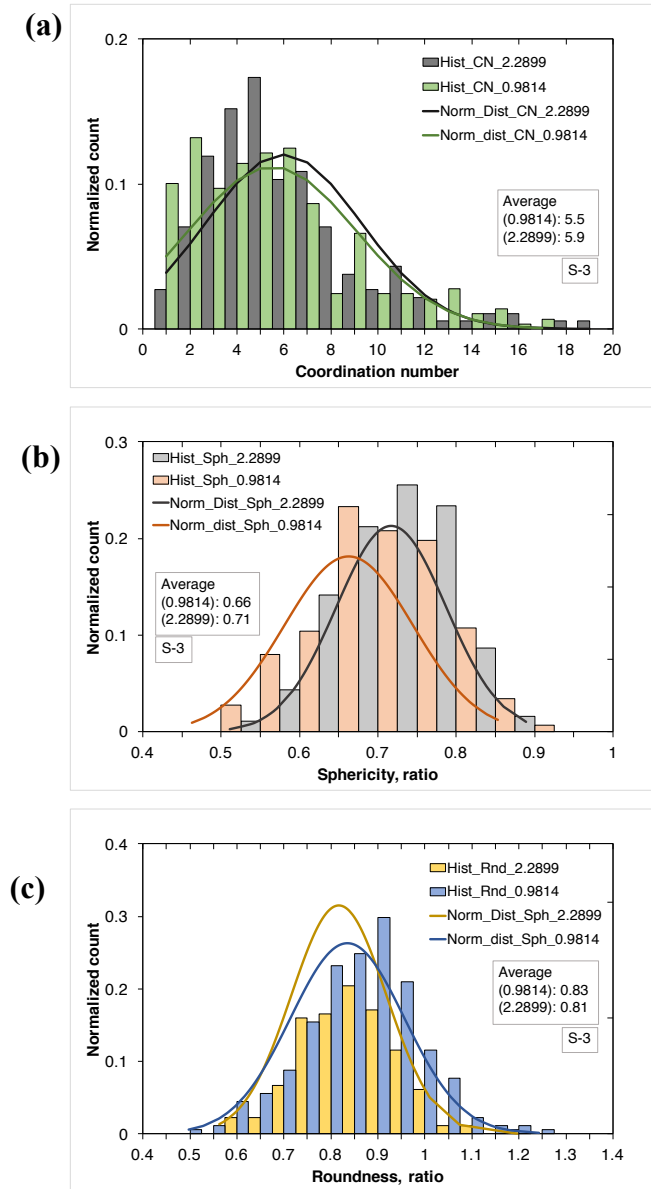 (a)
0.2
0.1
0
Normalized count
Hist_CN_2.2899
Hist_CN_0.9814
Norm_Dist_CN_2.2899
Norm_dist_CN_0.9814
Average
(0.9814): 5.5
(2.2899): 5.9
S-3
0 2 4 6 8 10 12 14 16 18 20
Coordination number
(b)
0.3
0.2
0.1
0
Normalized count
Hist_Sph_2.2899
Hist_Sph_0.9814
Norm_Dist_Sph_2.2899
Norm_dist_Sph_0.9814
Average
(0.9814): 0.66
(2.2899): 0.71
S-3
0.4 0.5 0.6 0.7 0.8 0.9 1
Sphericity, ratio
(c)
0.4
0.3
0.2
0.1
0
Normalized count
Hist_Rnd_2.2899
Hist_Rnd_0.9814
Norm_Dist_Sph_2.2899
Norm_dist_Sph_0.9814
Average
(0.9814): 0.83
(2.2899): 0.81
S-3
0.4 0.5 0.6 0.7 0.8 0.9 1 1.1 1.2 1.3 1.4
Roundness, ratio